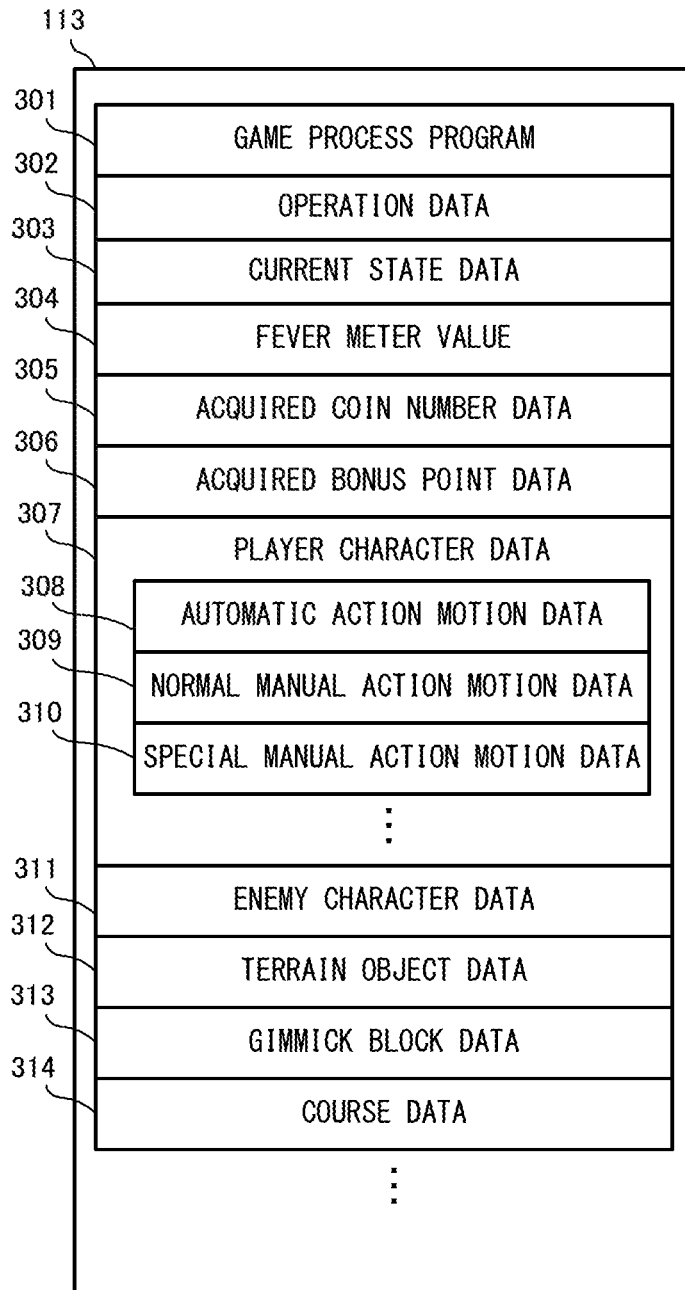 113
301
GAME PROCESS PROGRAM
302
OPERATION DATA
303
CURRENT STATE DATA
304
FEVER METER VALUE
305
ACQUIRED COIN NUMBER DATA
306
ACQUIRED BONUS POINT DATA
307
PLAYER CHARACTER DATA
308
AUTOMATIC ACTION MOTION DATA
309
NORMAL MANUAL ACTION MOTION DATA
310
SPECIAL MANUAL ACTION MOTION DATA
311
ENEMY CHARACTER DATA
312
TERRAIN OBJECT DATA
313
GIMMICK BLOCK DATA
314
COURSE DATA